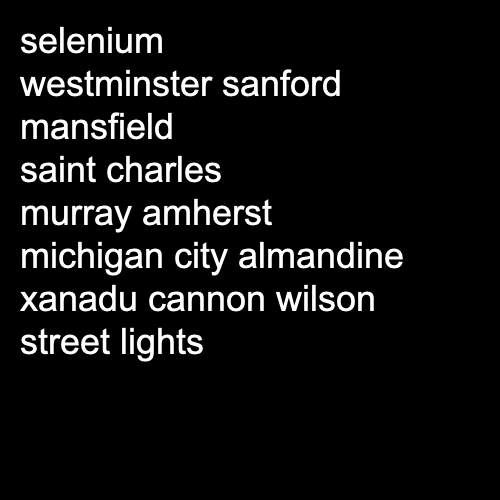 selenium
westminster sanford
mansfield
saint charles
murray amherst
michigan city almandine
xanadu cannon wilson
street lights